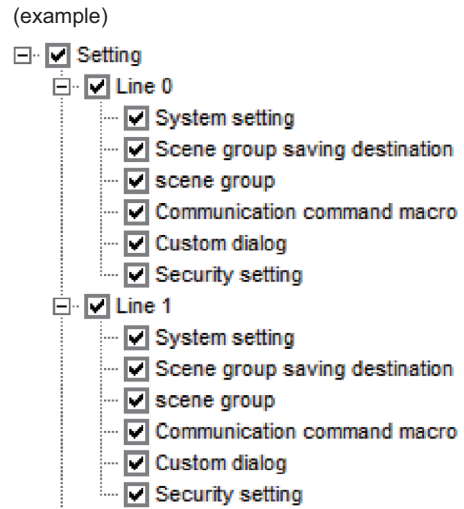 (example)
Setting
Line 0
System setting
Scene group saving destination
scene group
Communication command macro
Custom dialog
Security setting
Line 1
System setting
Scene group saving destination
scene group
Communication command macro
Custom dialog
Security setting